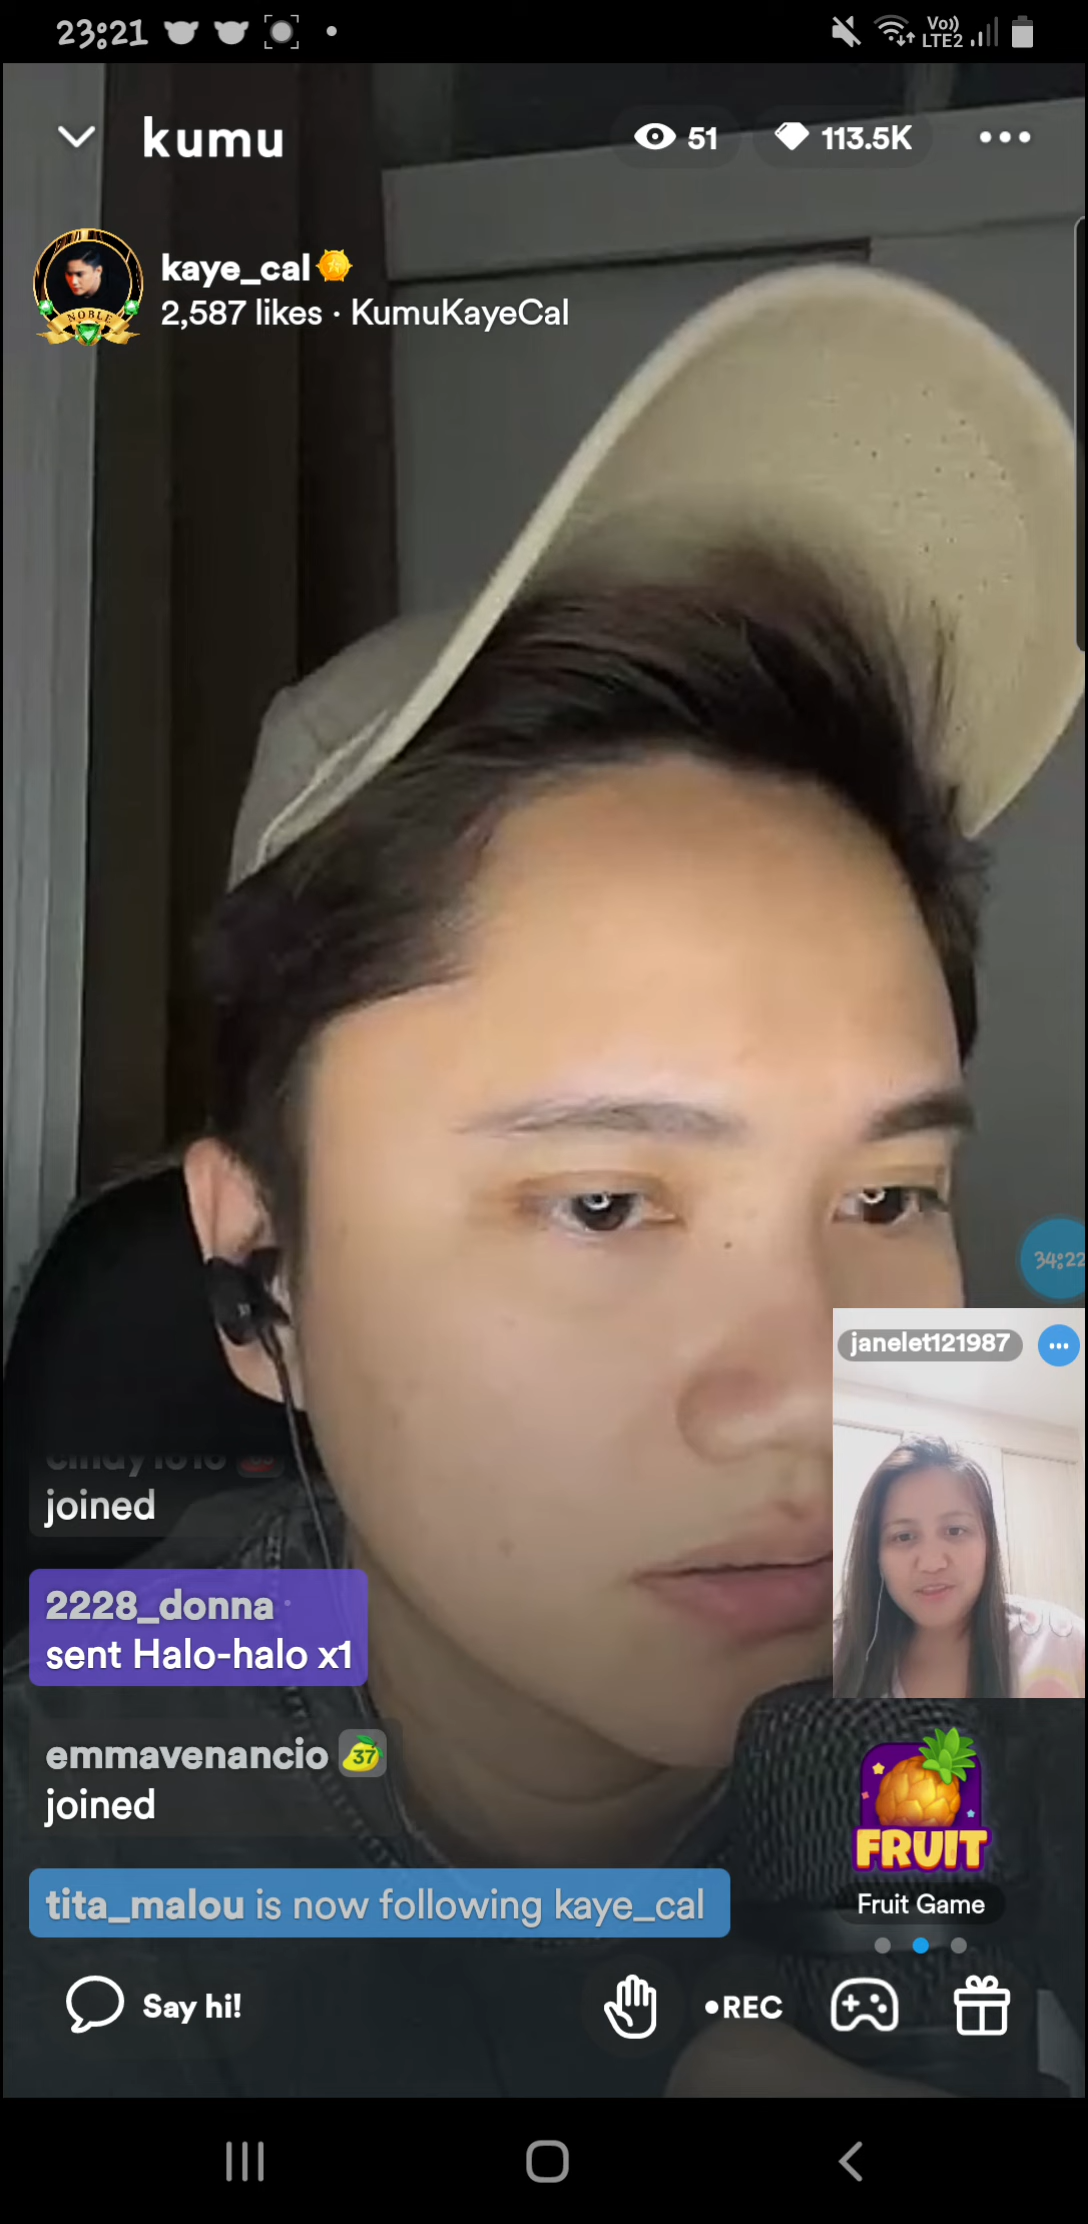 23:21
Vo))
LTE2
kumu
51
113.5K
kaye_cal
2,587 likes · KumuKayeCal
NOBLE
34:22
janelet121987
joined
2228_donna
sent Halo-halo x1
emmavenancio 37
joined
tita_malou is now following kaye_cal
FRUIT
Fruit Game
Say hi!
•REC